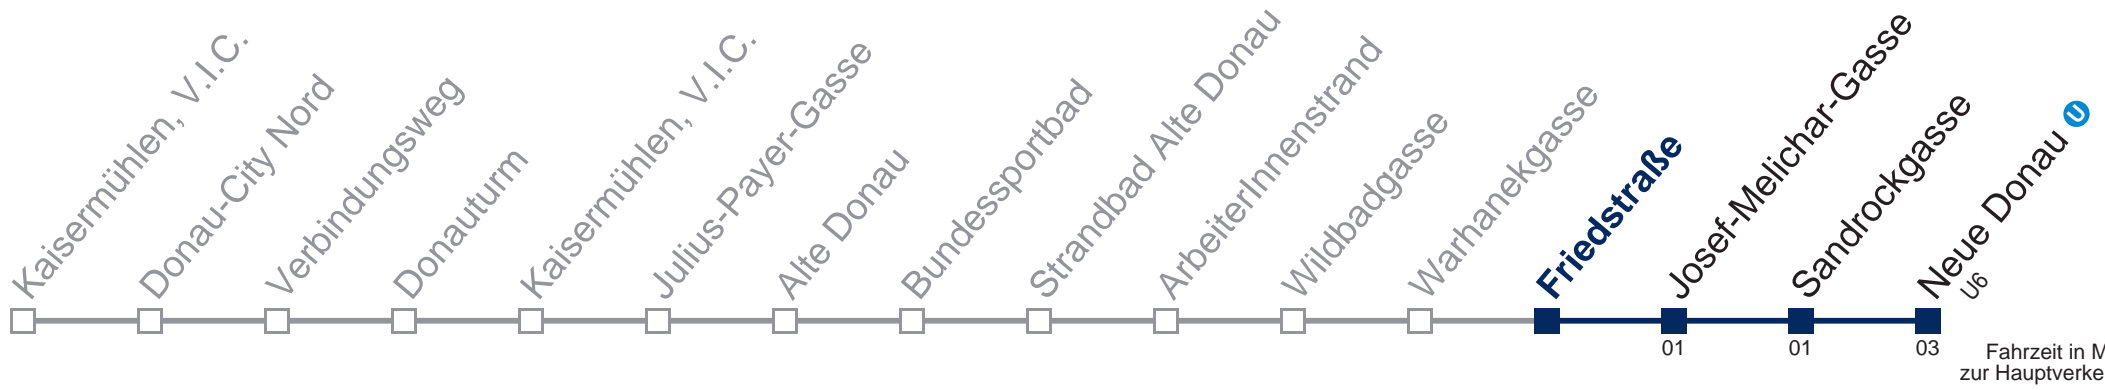 Kaisermühlen, V.I.C.
Donau-City Nord
Verbindungsweg
Donauturm
Kaisermühlen, V.I.C.
Julius-Payer-Gasse
Alte Donau
Bundessportbad
Strandbad Alte Donau
ArbeiterInnenstrand
Wildbadgasse
Warhanekgasse
Friedstraße
Josef-Melichar-Gasse
Sandrockgasse
Neue Donau U
U6
01 01 03
Fahrzeit in M
zur Hauptverke